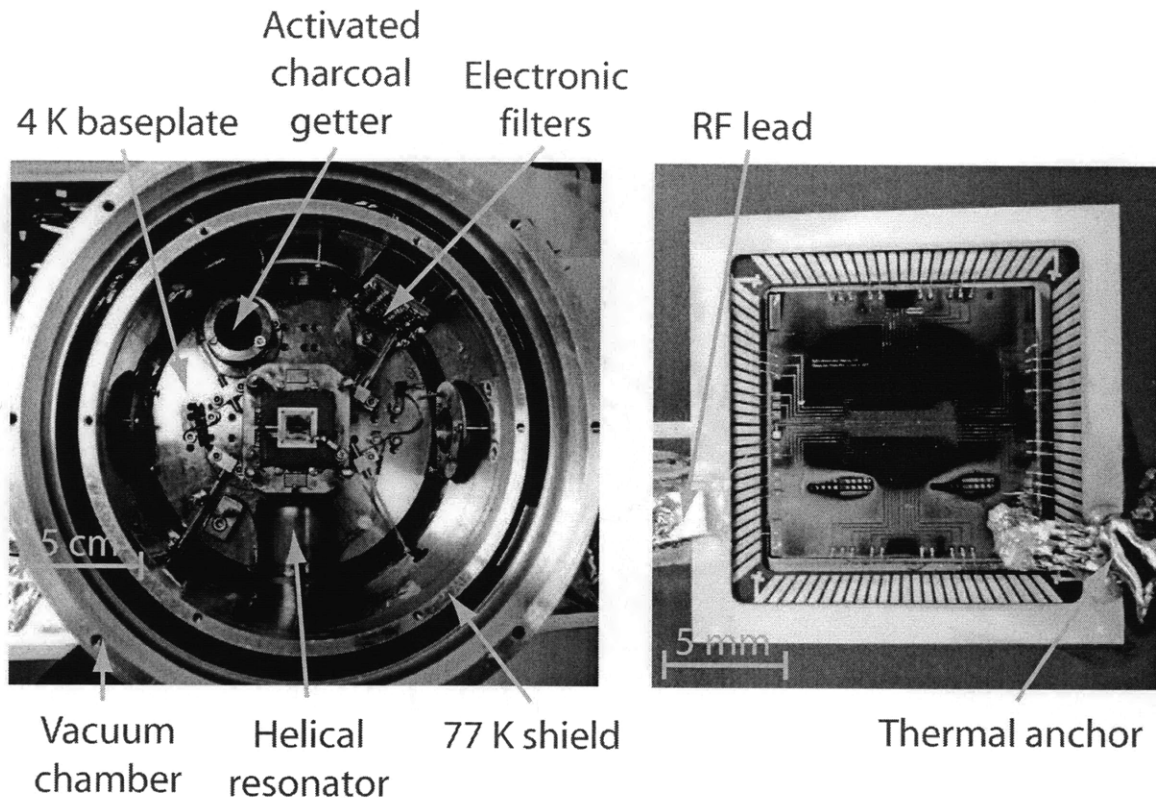 Activated
charcoal
getter
Electronic
filters
4 K baseplate
RF lead
5 cm
5 mm
Vacuum
chamber
Helical
resonator
77 K shield
Thermal anchor